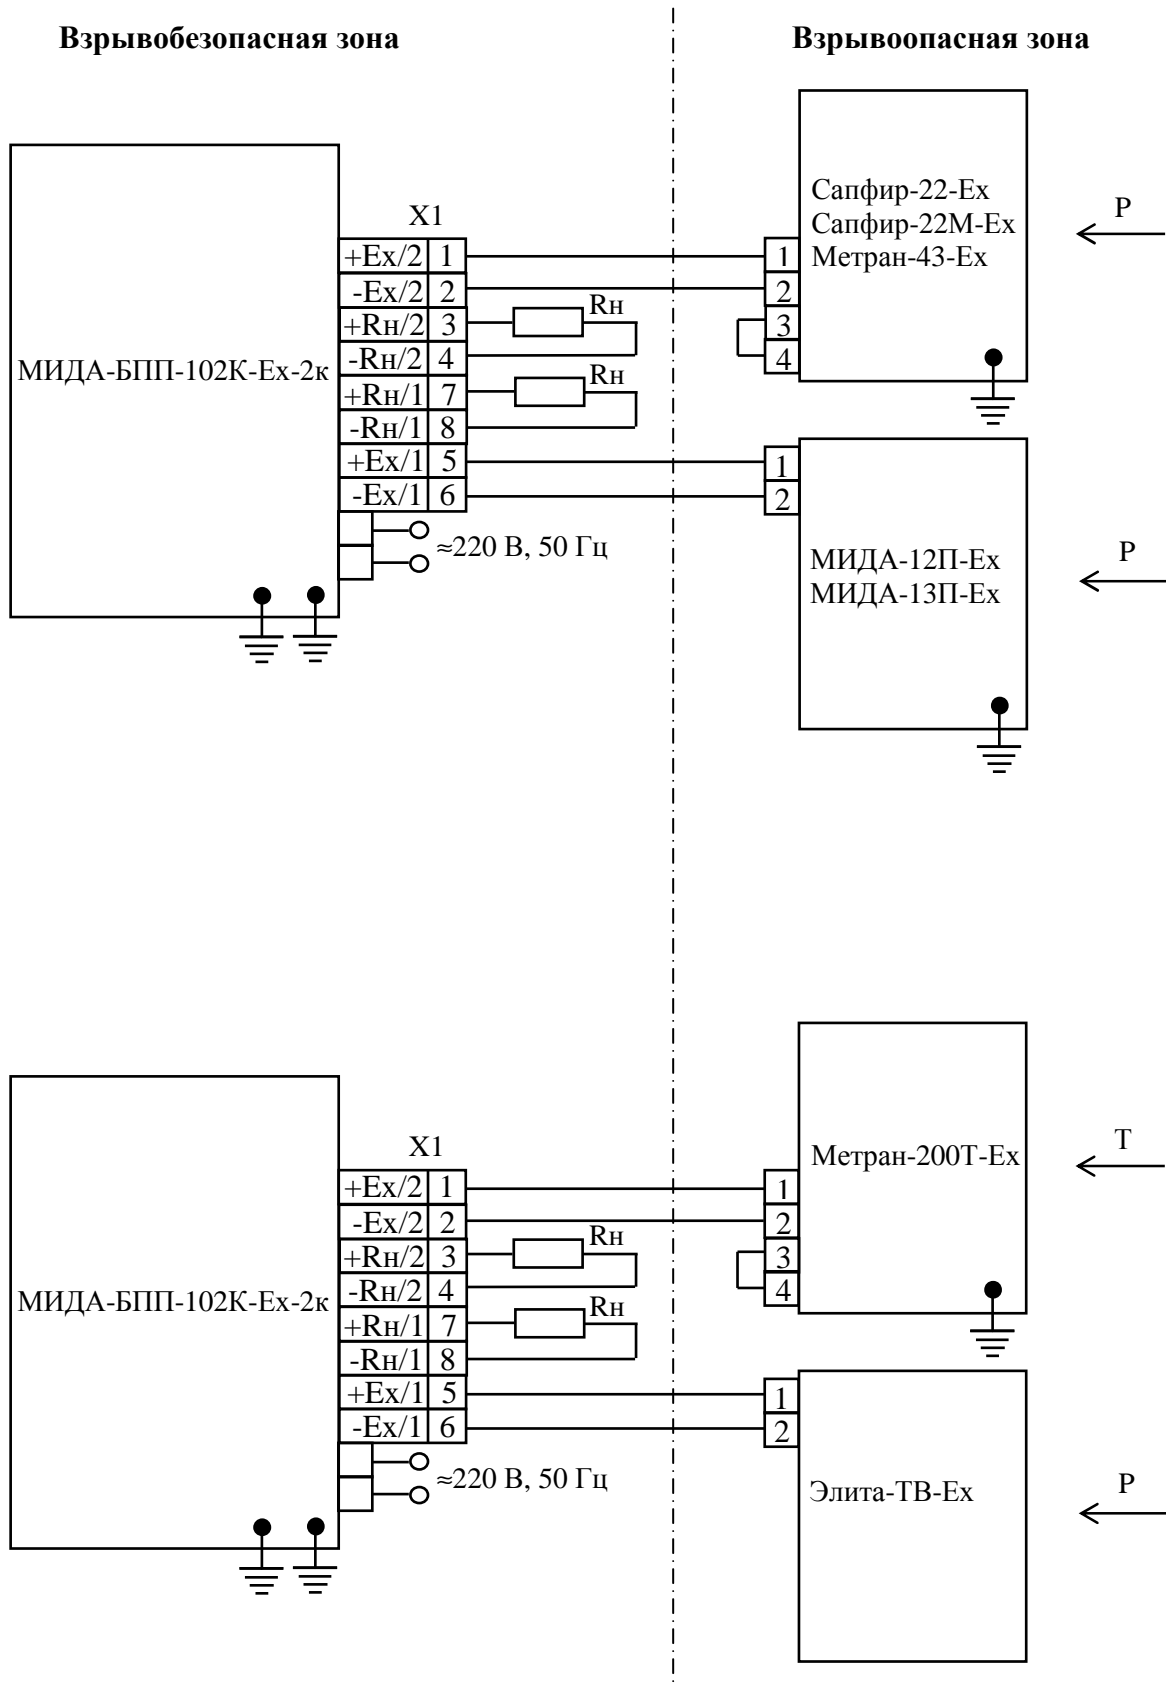 Взрывобезопасная зона
Взрывоопасная зона
МИДА-БПП-102К-Ех-2к
X1
+Ex/2 1
-Ex/2 2
+Rн/2 3
-Rн/2 4
+Rн/1 7
-Rн/1 8
+Ex/1 5
-Ex/1 6
Rн
Rн
≈220 В, 50 Гц
1
2
3
4
Сапфир-22-Ех
Сапфир-22М-Ех
Метран-43-Ех
P
1
2
МИДА-12П-Ех
МИДА-13П-Ех
P
МИДА-БПП-102К-Ех-2к
X1
+Ex/2 1
-Ex/2 2
+Rн/2 3
-Rн/2 4
+Rн/1 7
-Rн/1 8
+Ex/1 5
-Ex/1 6
Rн
Rн
≈220 В, 50 Гц
1
2
3
4
Метран-200Т-Ех
T
1
2
Элита-ТВ-Ех
P